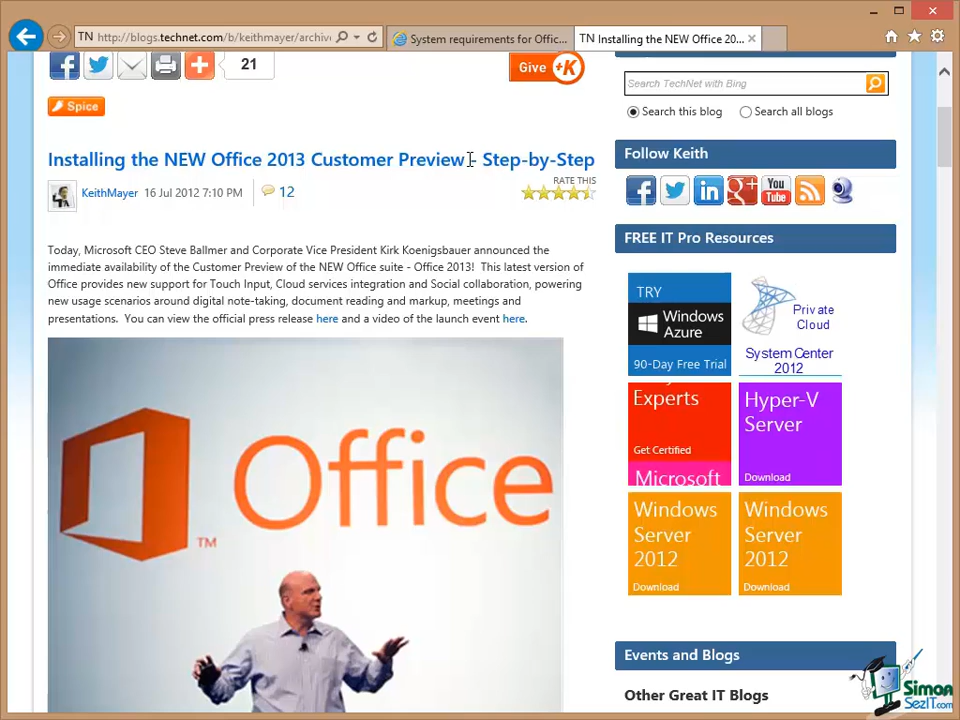 TN http://blogs.technet.com/b/keithmayer/archiv
System requirements for Offic...
TN Installing the NEW Office 20...
21
Give +K
Search TechNet with Bing
Search this blog
Search all blogs
Spice
Installing the NEW Office 2013 Customer Preview - Step-by-Step
Follow Keith
RATE THIS
KeithMayer 16 Jul 2012 7:10 PM 12
You Tube
FREE IT Pro Resources
Today, Microsoft CEO Steve Ballmer and Corporate Vice President Kirk Koenigsbauer announced the
immediate availability of the Customer Preview of the NEW Office suite - Office 2013! This latest version of
Office provides new support for Touch Input, Cloud services integration and Social collaboration, powering
new usage scenarios around digital note-taking, document reading and markup, meetings and
presentations. You can view the official press release here and a video of the launch event here.
TRY
Windows
Azure
90-Day Free Trial
Private
Cloud
System Center
2012
Experts
Get Certified
Microsoft
Hyper-V
Server
Download
Office
TM
Windows
Server
2012
Download
Windows
Server
2012
Download
Events and Blogs
Other Great IT Blogs
Simon
SezIT.com